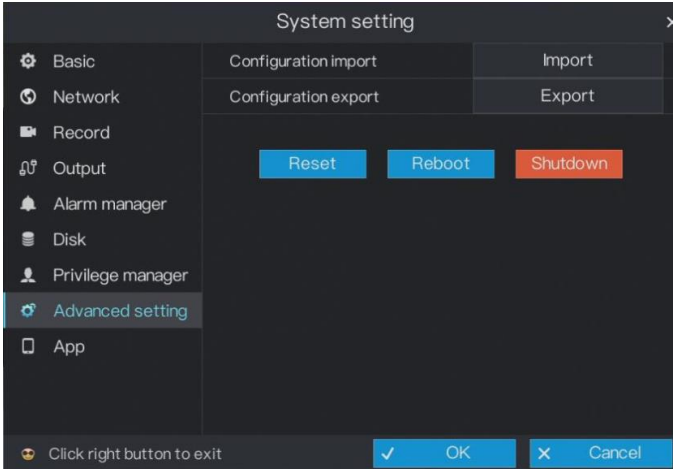 System setting
Basic
Configuration import
Import
Network
Configuration export
Export
Record
Output
Reset
Reboot
Shutdown
Alarm manager
Disk
Privilege manager
Advanced setting
App
Click right button to exit
OK
Cancel